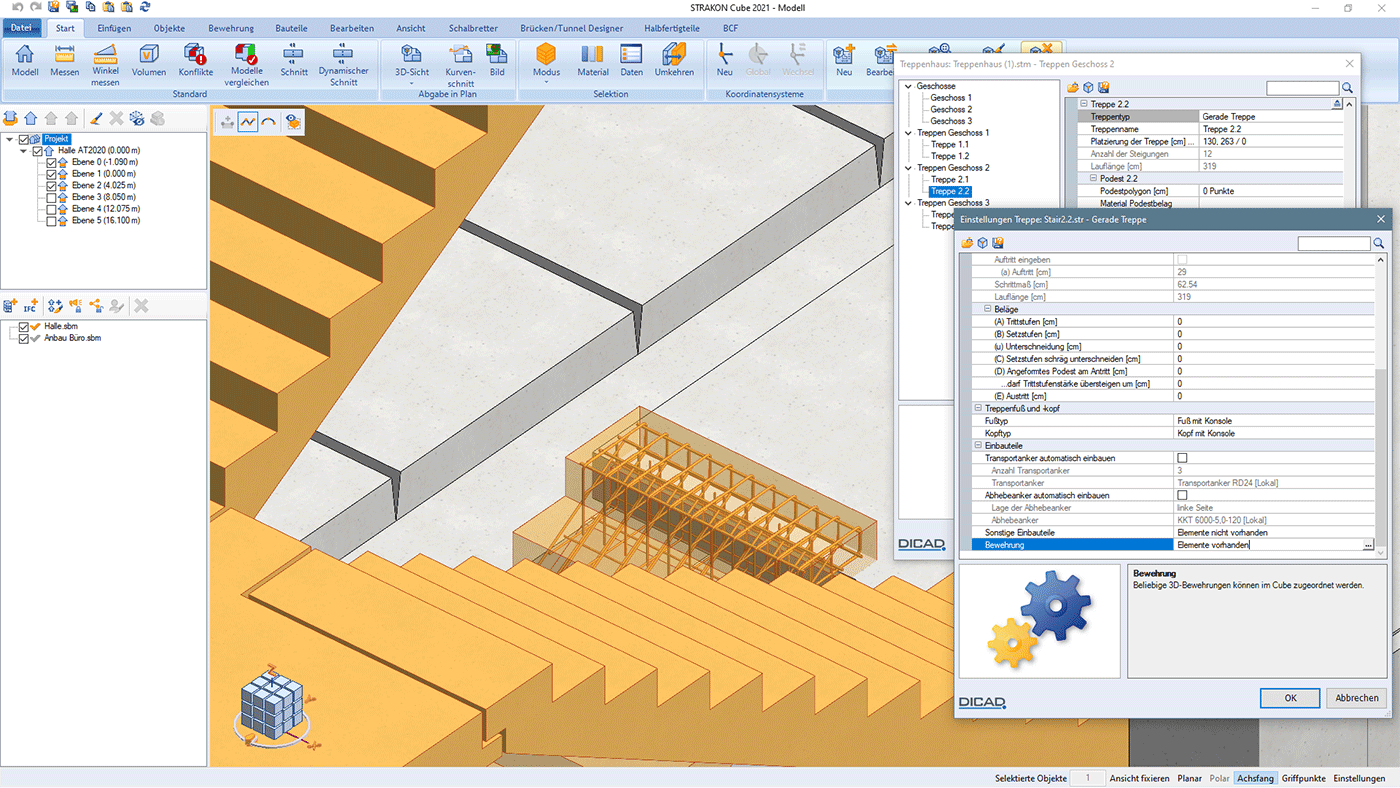 STRAKON Cube 2021 - Modell
Datei Start Einfügen Objekte Bewehrung Bauteile Bearbeiten Ansicht Schalbretter Brücken/Tunnel Designer Halbfertigteile BCF
Modell Messen Winkel messen Volumen Konflikte Modelle vergleichen Schnitt Dynamischer Schnitt
Standard
3D-Sicht Kurven-schnitt Bild
Abgabe in Plan
Modus Material Daten Umkehren
Selektion
Neu Global Wechsel
Koordinatensysteme
Neu Bearbe
Projekt
Halle AT2020 (0.000 m)
Ebene 0 (-1.090 m)
Ebene 1 (0.000 m)
Ebene 2 (4.025 m)
Ebene 3 (8.050 m)
Ebene 4 (12.075 m)
Ebene 5 (16.100 m)
IFC
Halle.sbm
Anbau Büro.sbm
Treppenhaus: Treppenhaus (1).stm - Treppen Geschoss 2
Geschosse
Geschoss 1
Geschoss 2
Geschoss 3
Treppen Geschoss 1
Treppe 1.1
Treppe 1.2
Treppen Geschoss 2
Treppe 2.1
Treppe 2.2
Treppen Geschoss 3
Treppe
Treppe
Treppe 2.2
Treppentyp Gerade Treppe
Treppenname Treppe 2.2
Platzierung der Treppe [cm] ... 130, 263 / 0
Anzahl der Steigungen 12
Lauflänge [cm] 319
Podest 2.2
Podestpolygon [cm] 0 Punkte
Material Podestbelag
DICAD
Einstellungen Treppe: Stair2.2.str - Gerade Treppe
Auftritt eingeben
(a) Auftritt [cm] 29
Schrittmaß [cm] 62.54
Lauflänge [cm] 319
Beläge
(A) Trittstufen [cm] 0
(B) Setzstufen [cm] 0
(u) Unterschneidung [cm] 0
(C) Setzstufen schräg unterschneiden [cm] 0
(D) Angeformtes Podest am Antritt [cm] 0
...darf Trittstufenstärke übersteigen um [cm] 0
(E) Austritt [cm] 0
Treppenfuß und -kopf
Fußtyp Fuß mit Konsole
Kopftyp Kopf mit Konsole
Einbauteile
Transportanker automatisch einbauen
Anzahl Transportanker 3
Transportanker Transportanker RD24 [Lokal]
Abhebeanker automatisch einbauen
Lage der Abhebeanker linke Seite
Abhebeanker KKT 6000-5,0-120 [Lokal]
Sonstige Einbauteile Elemente nicht vorhanden
Bewehrung Elemente vorhanden ...
Bewehrung
Beliebige 3D-Bewehrungen können im Cube zugeordnet werden.
DICAD
OK Abbrechen
Selektierte Objekte 1 Ansicht fixieren Planar Polar Achsfang Griffpunkte Einstellungen